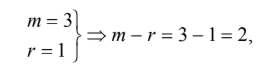 m = 3
r = 1
} ⇒ m − r = 3 − 1 = 2,